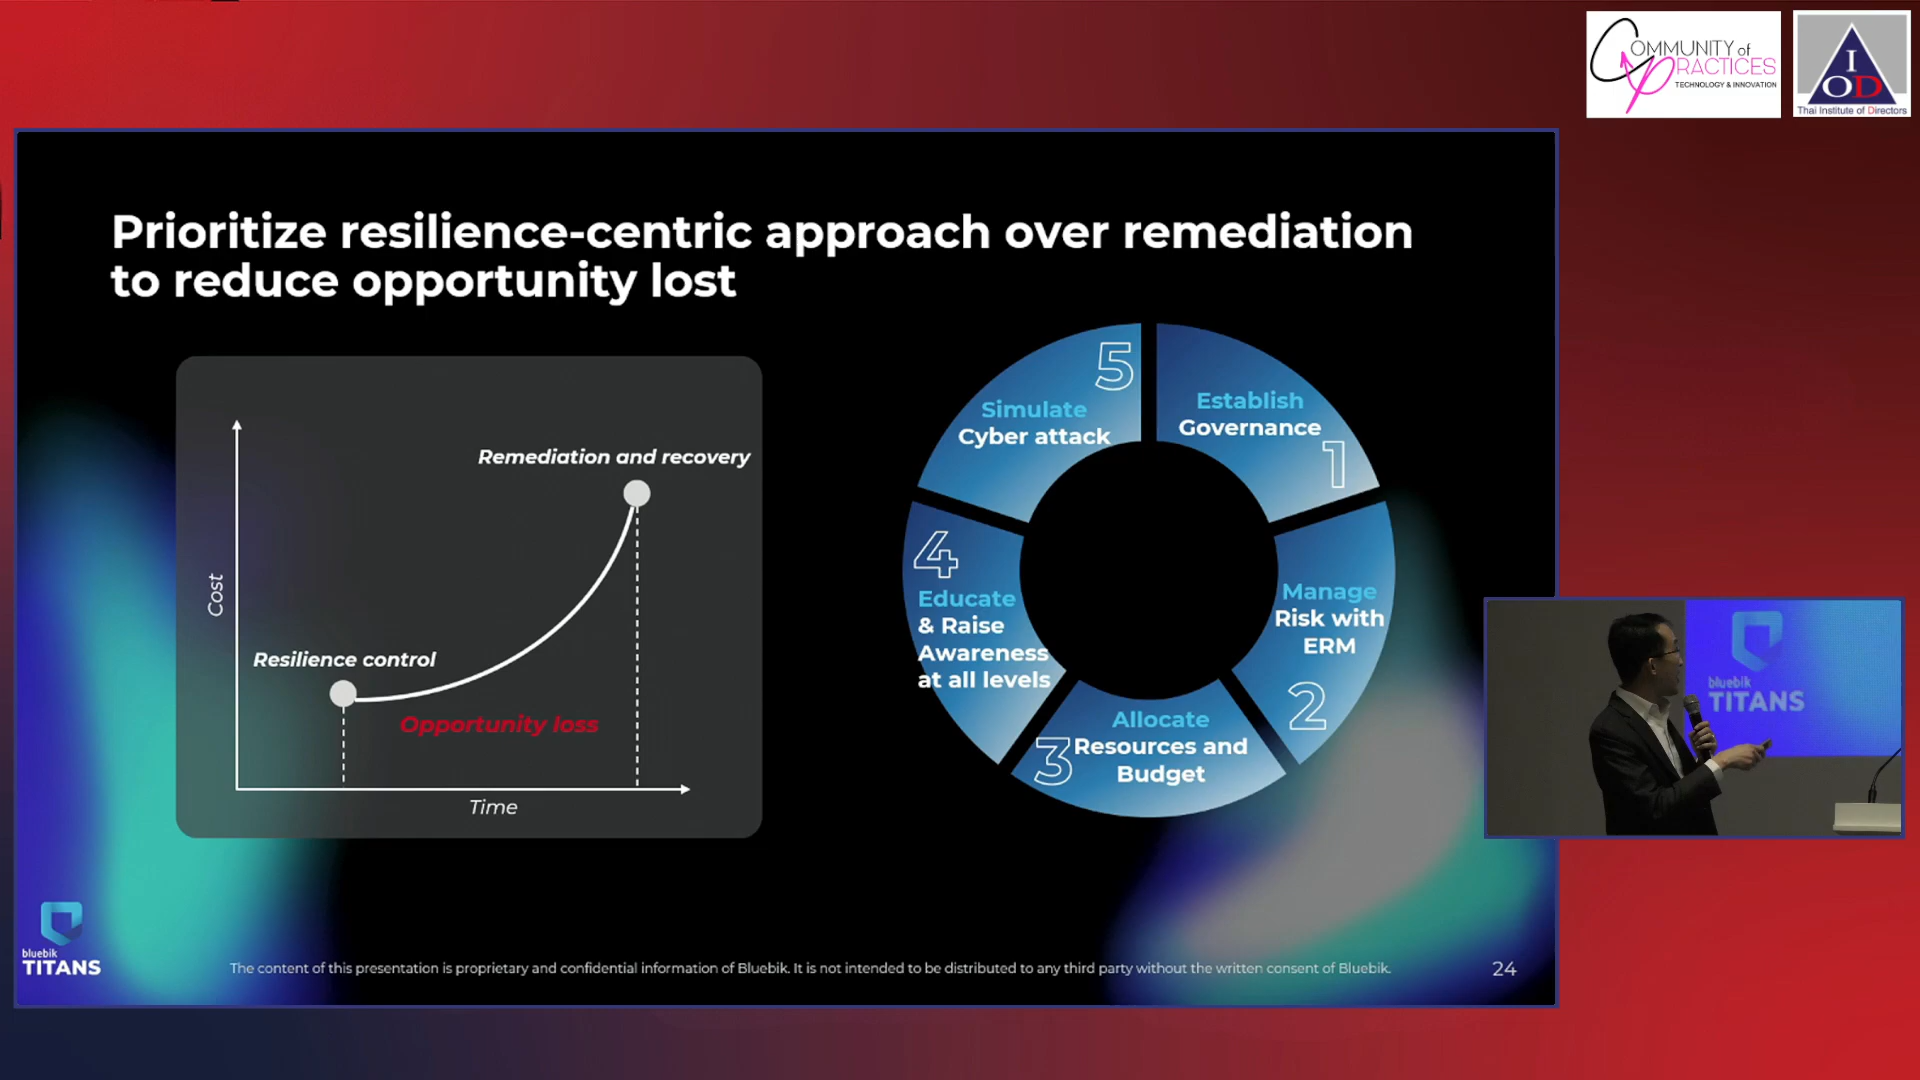 COMMUNITY of
PRACTICES
TECHNOLOGY & INNOVATION
I
OD
Thai Institute of Directors
Prioritize resilience-centric approach over remediation
to reduce opportunity lost
Remediation and recovery
Cost
Resilience control
Opportunity loss
Time
1
Establish
Governance
2
Manage
Risk with
ERM
3
Allocate
Resources and
Budget
4
Educate
& Raise
Awareness
at all levels
5
Simulate
Cyber attack
bluebik
TITANS
bluebik
TITANS
The content of this presentation is proprietary and confidential information of Bluebik. It is not intended to be distributed to any third party without the written consent of Bluebik.
24